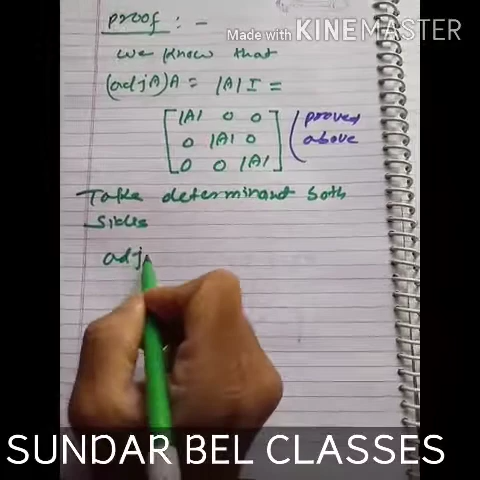 Proof : -
Made with KINEMASTER
we know that
(adjA)A = |A| I =
|A| 0 0
0 |A| 0
0 0 |A|
(proved
above
Take determinant both
sides
adj
SUNDAR BEL CLASSES